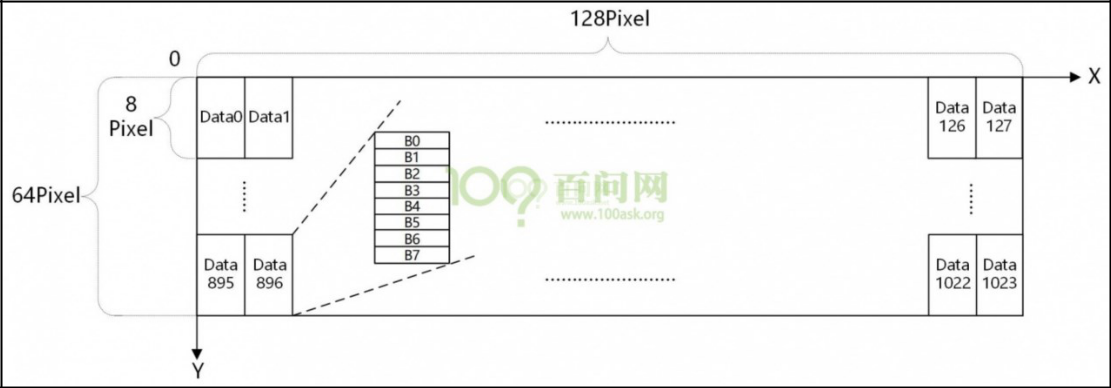 128Pixel
0
X
8
Pixel
Data0
Data1
Data
126
Data
127
B0
B1
B2
B3
B4
B5
B6
B7
百问网
www.100ask.org
64Pixel
Data
895
Data
896
Data
1022
Data
1023
Y